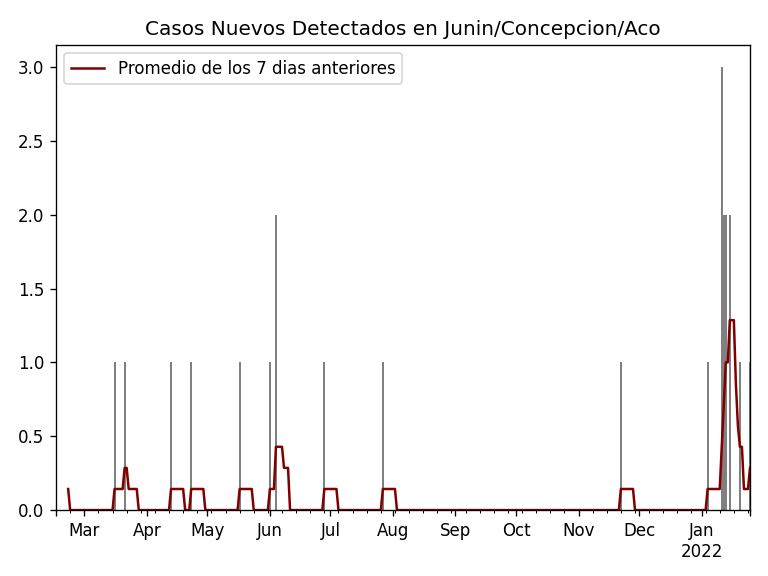 Casos Nuevos Detectados en Junin/Concepcion/Aco
Promedio de los 7 dias anteriores
3.0
2.5
2.0
1.5
1.0
0.5
0.0
Mar Apr May Jun Jul Aug Sep Oct Nov Dec Jan
2022